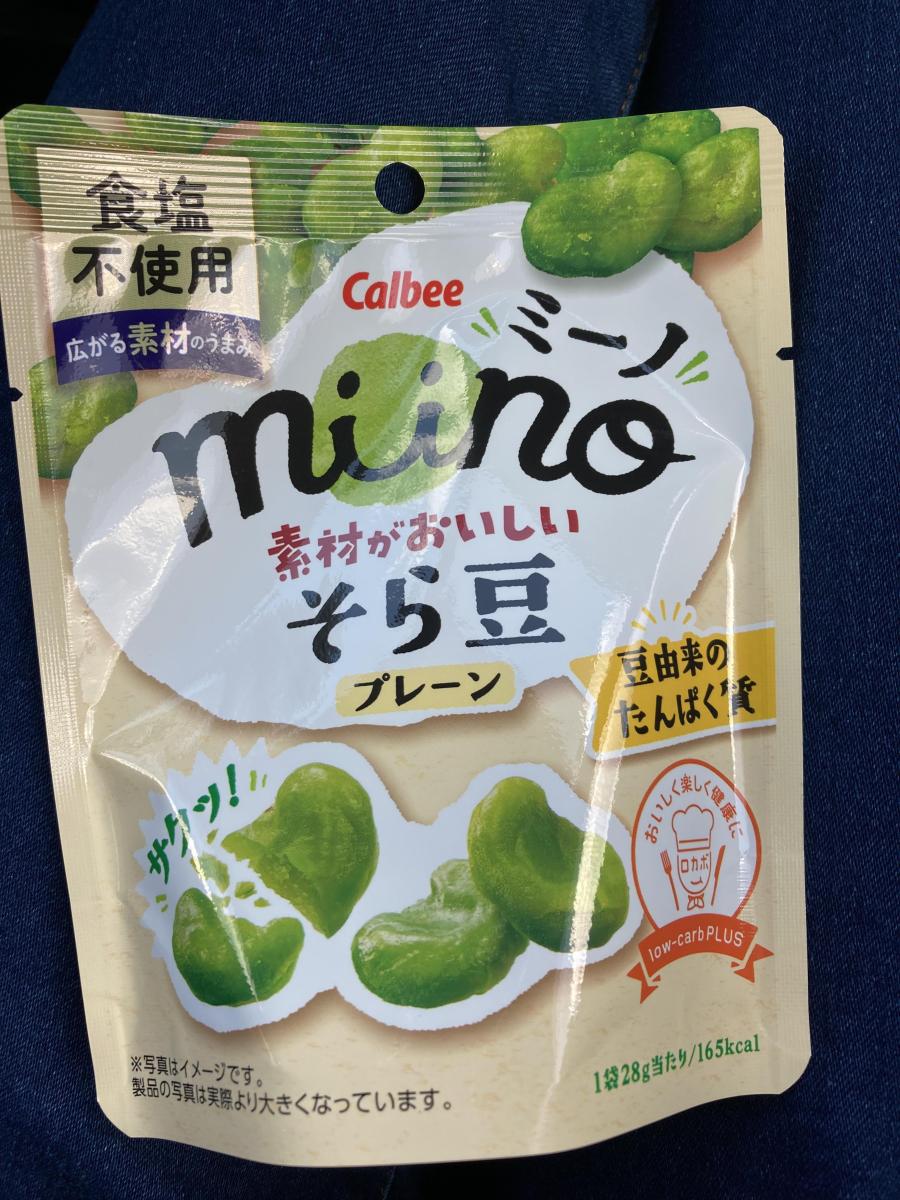 食塩
不使用
広がる素材のうまみ
Calbee
ミーノ
miino
素材がおいしい
そら豆
プレーン
豆由来の
たんぱく質
サクッ!
おいしく楽しく健康に
ロカボ
low-carbPLUS
1袋28g当たり/165kcal
※写真はイメージです。
製品の写真は実際より大きくなっています。